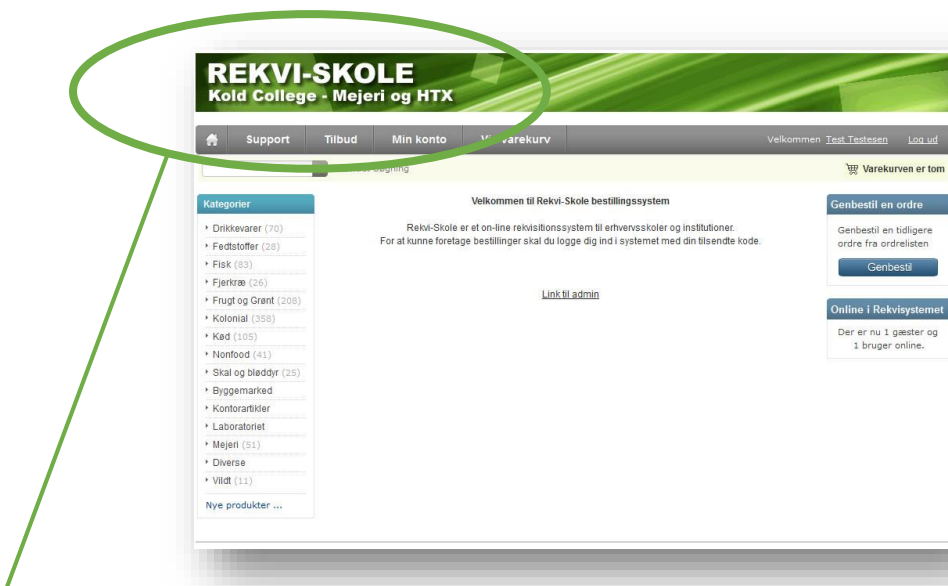 REKVI-SKOLE
Kold College - Mejeri og HTX
Support Tilbud Min konto varekurv
Velkommen Test Testesen Log ud
Varekurven er tom
Kategorier
Drikkevarer (70)
Fedtstoffer (28)
Fisk (83)
Fjerkræ (26)
Frugt og Grønt (208)
Kolonial (358)
Kød (105)
Nonfood (41)
Skal og bløddyr (25)
Byggemarked
Kontorartikler
Laboratoriet
Mejeri (51)
Diverse
Vildt (11)
Nye produkter ...
Velkommen til Rekvi-Skole bestillingssystem
Rekvi-Skole er et on-line rekvisitionssystem til erhvervsskoler og institutioner.
For at kunne foretage bestillinger skal du logge dig ind i systemet med din tilsendte kode.
Link til admin
Genbestil en ordre
Genbestil en tidligere
ordre fra ordrelisten
Genbestil
Online i Rekvisystemet
Der er nu 1 gæster og
1 bruger online.